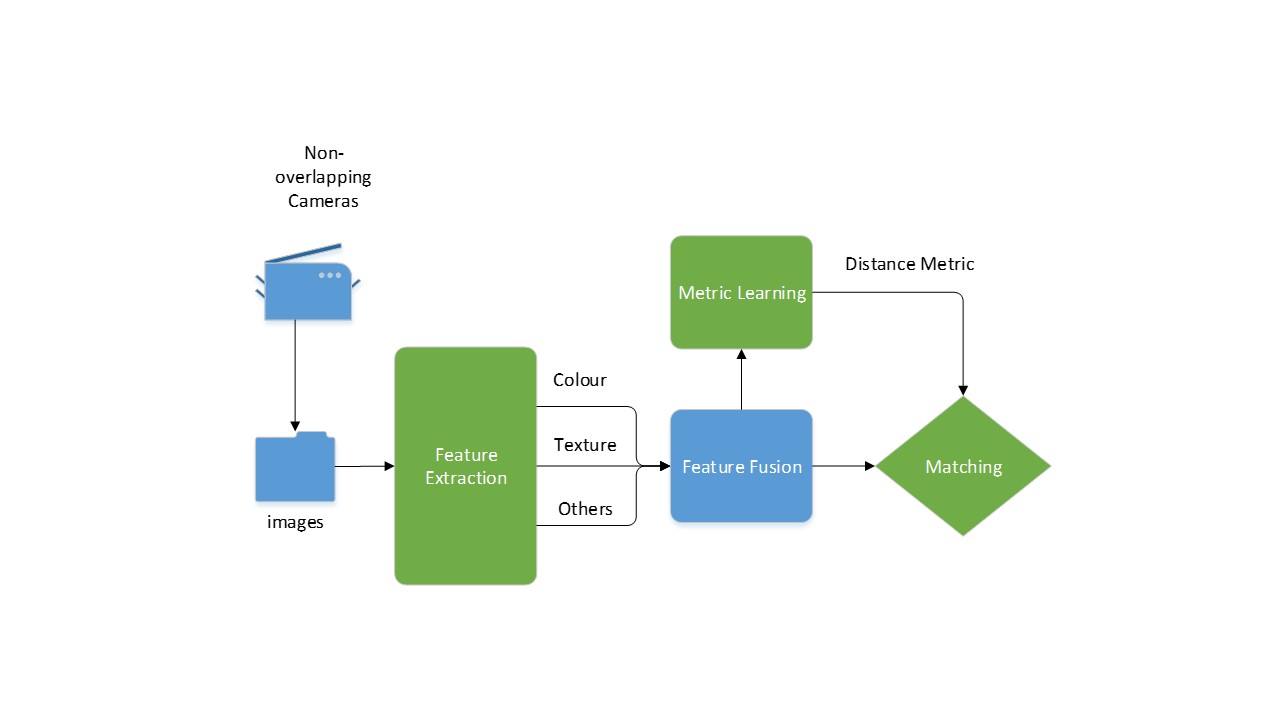 Non-
overlapping
Cameras
images
Feature
Extraction
Colour
Texture
Others
Feature Fusion
Metric Learning
Distance Metric
Matching